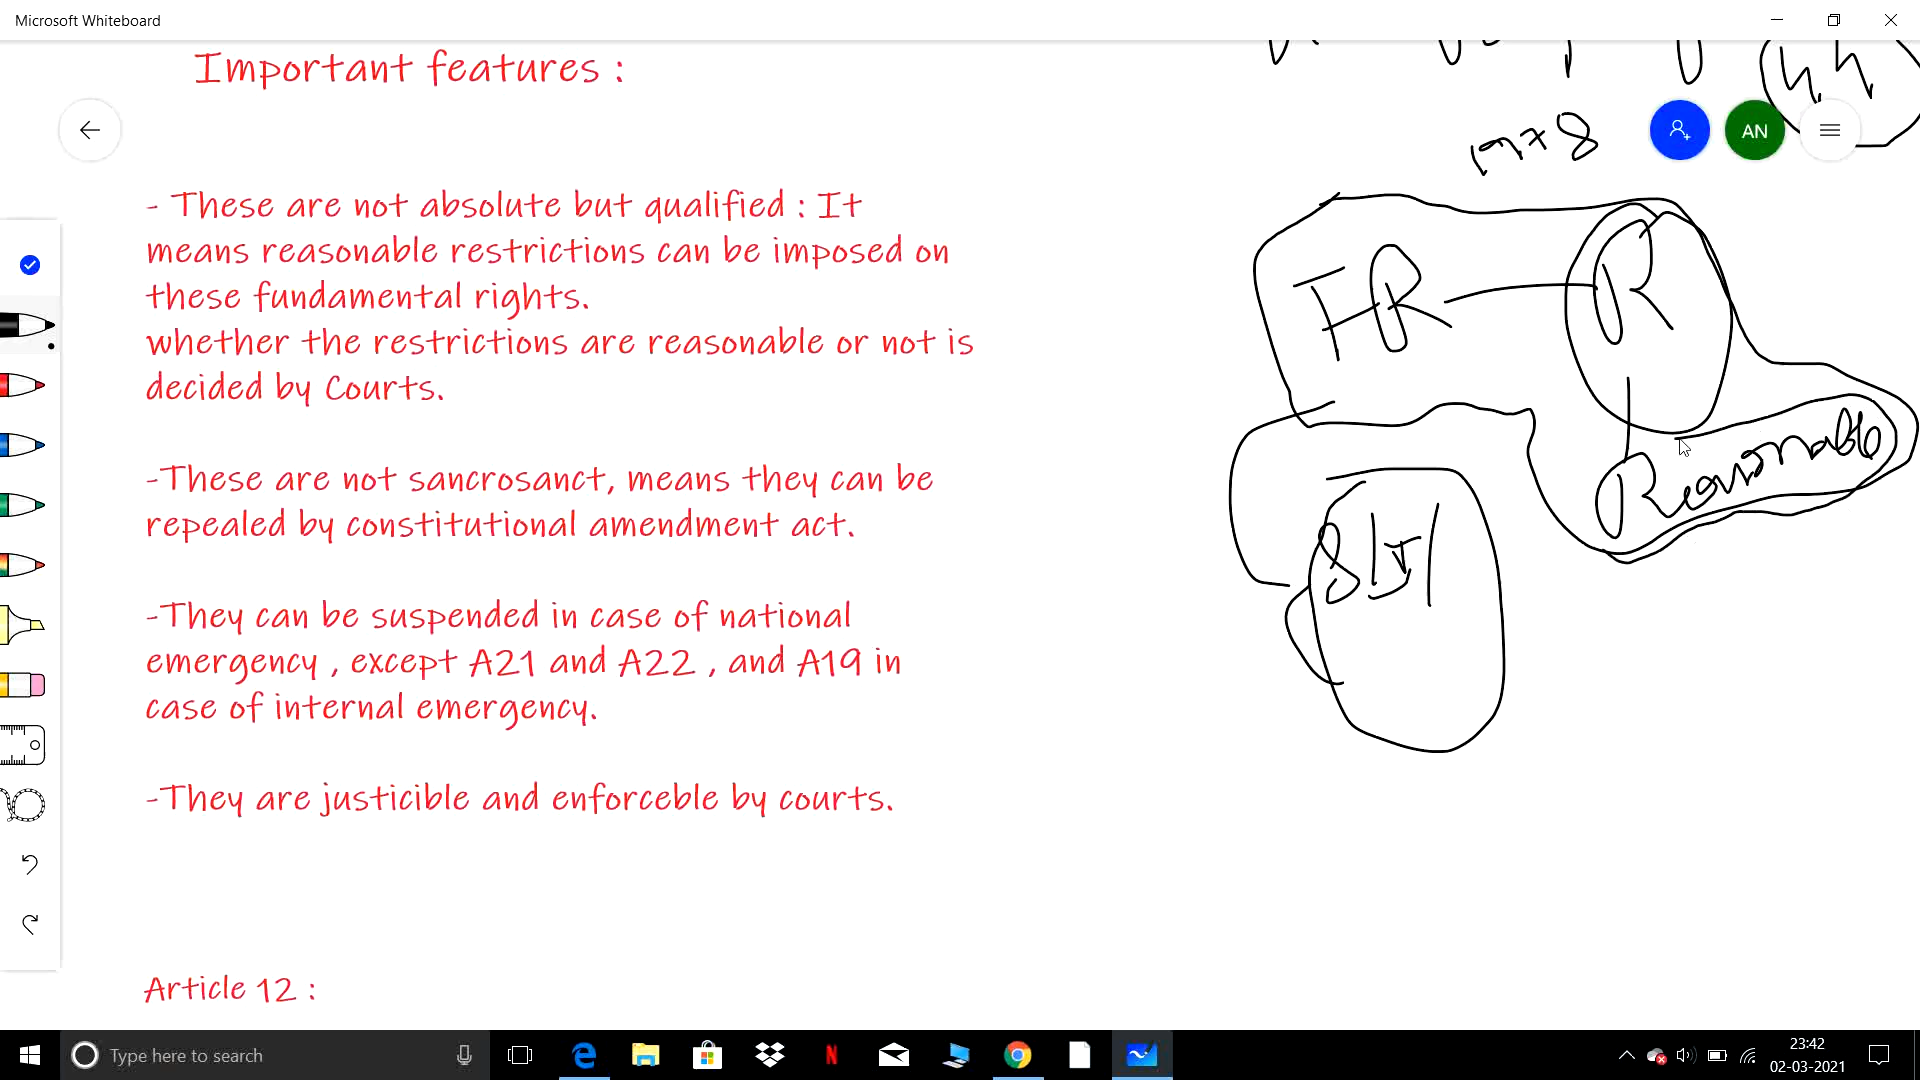 Microsoft Whiteboard
Important features :
44
1978
AN
- These are not absolute but qualified : It
means reasonable restrictions can be imposed on
these fundamental rights.
whether the restrictions are reasonable or not is
decided by Courts.
FR
R
Reasonable
-These are not sancrosanct, means they can be
repealed by constitutional amendment act.
-They can be suspended in case of national
emergency , except A21 and A22 , and A19 in
case of internal emergency.
-They are justicible and enforceble by courts.
Article 12 :
Type here to search
23:42
02-03-2021